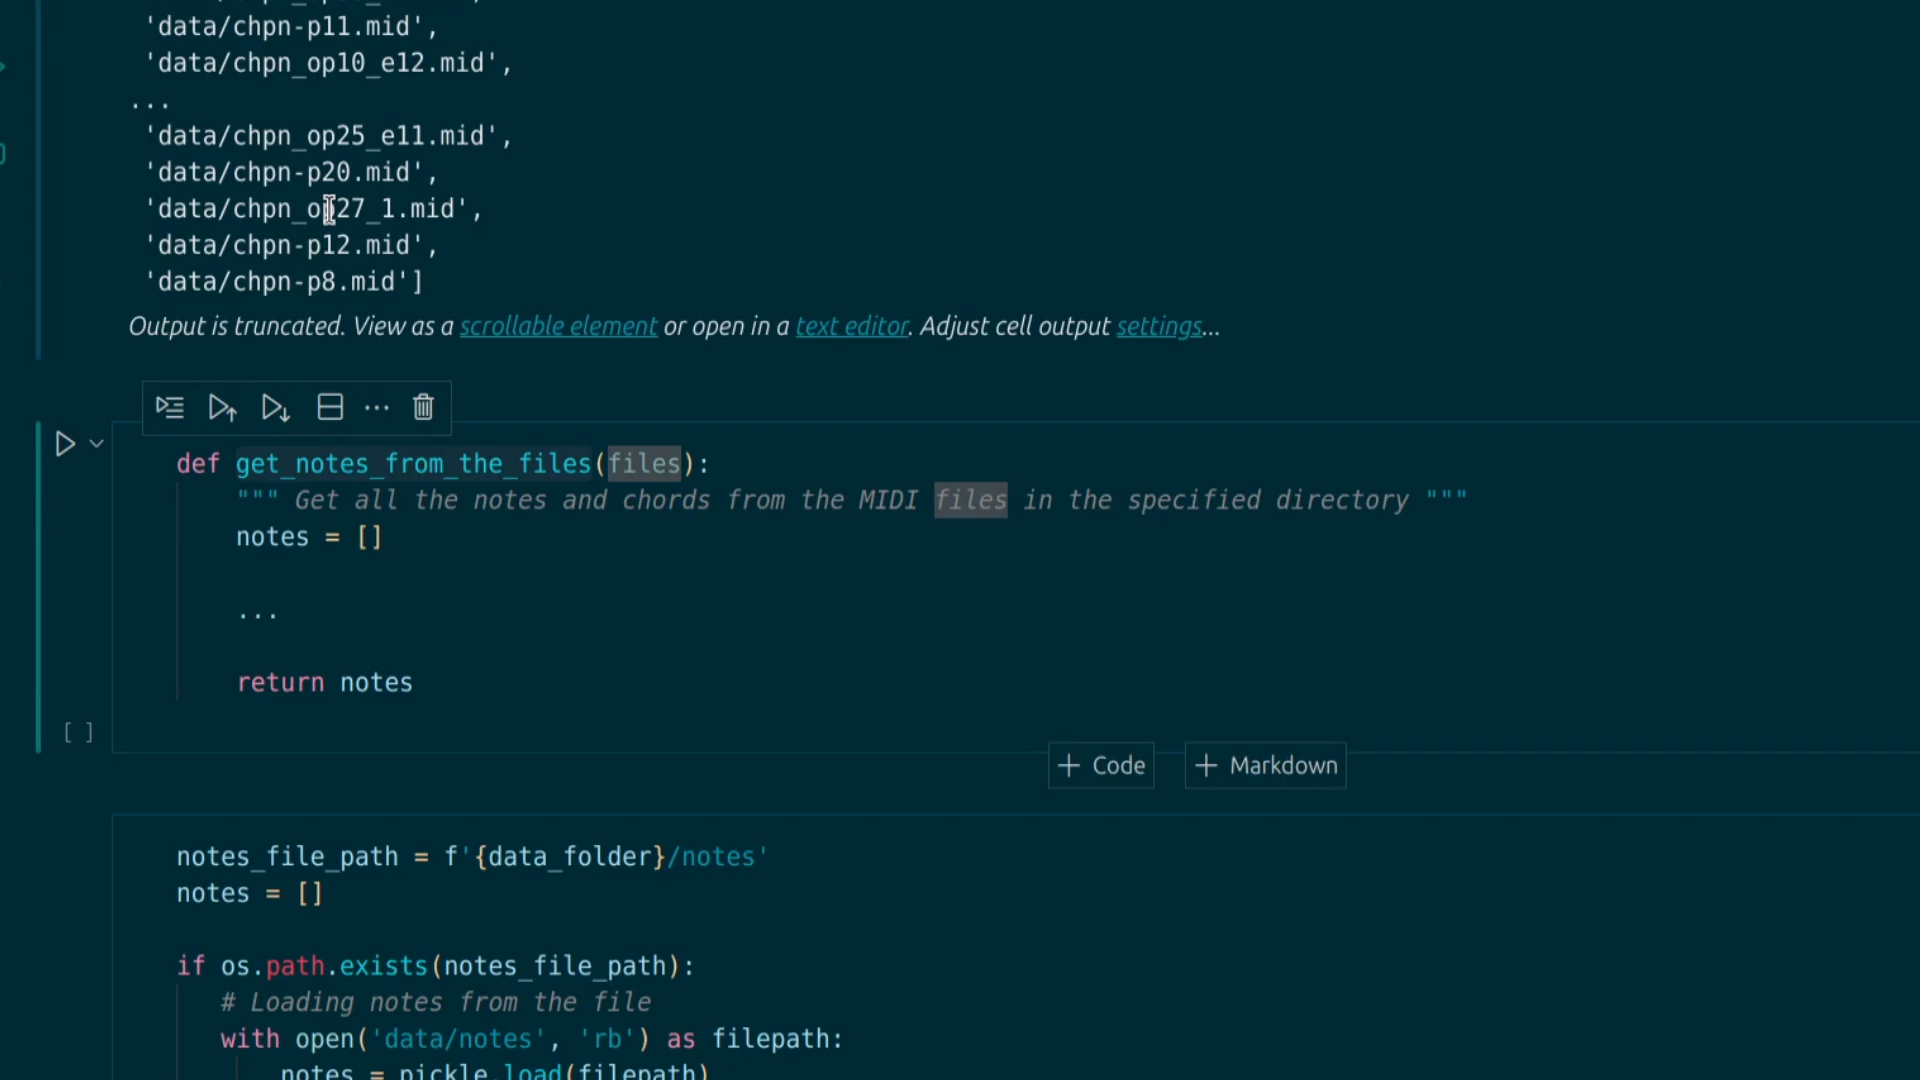 'data/chpn-p11.mid',
'data/chpn_op10_e12.mid',
...
'data/chpn_op25_e11.mid',
'data/chpn-p20.mid',
'data/chpn_op27_1.mid',
'data/chpn-p12.mid',
'data/chpn-p8.mid']
Output is truncated. View as a scrollable element or open in a text editor. Adjust cell output settings...
def get_notes_from_the_files(files):
""" Get all the notes and chords from the MIDI files in the specified directory """
notes = []
...
return notes
[ ]
+ Code + Markdown
notes_file_path = f'{data_folder}/notes'
notes = []
if os.path.exists(notes_file_path):
# Loading notes from the file
with open('data/notes', 'rb') as filepath:
notes = pickle.load(filepath)